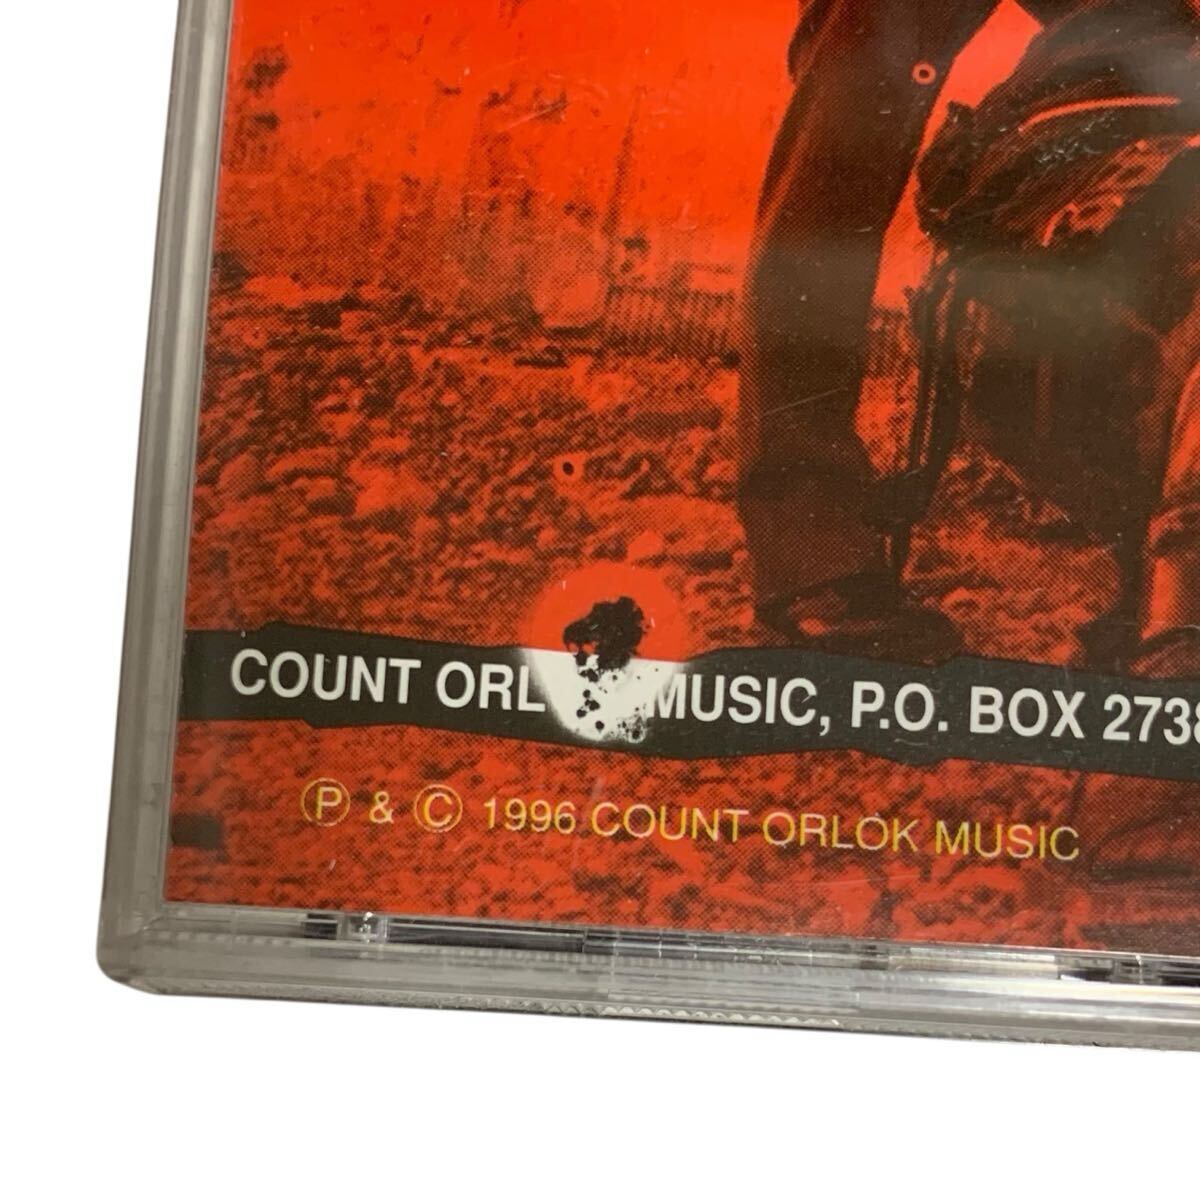 COUNT ORL MUSIC, P.O. BOX 2738
Ⓟ & © 1996 COUNT ORLOK MUSIC